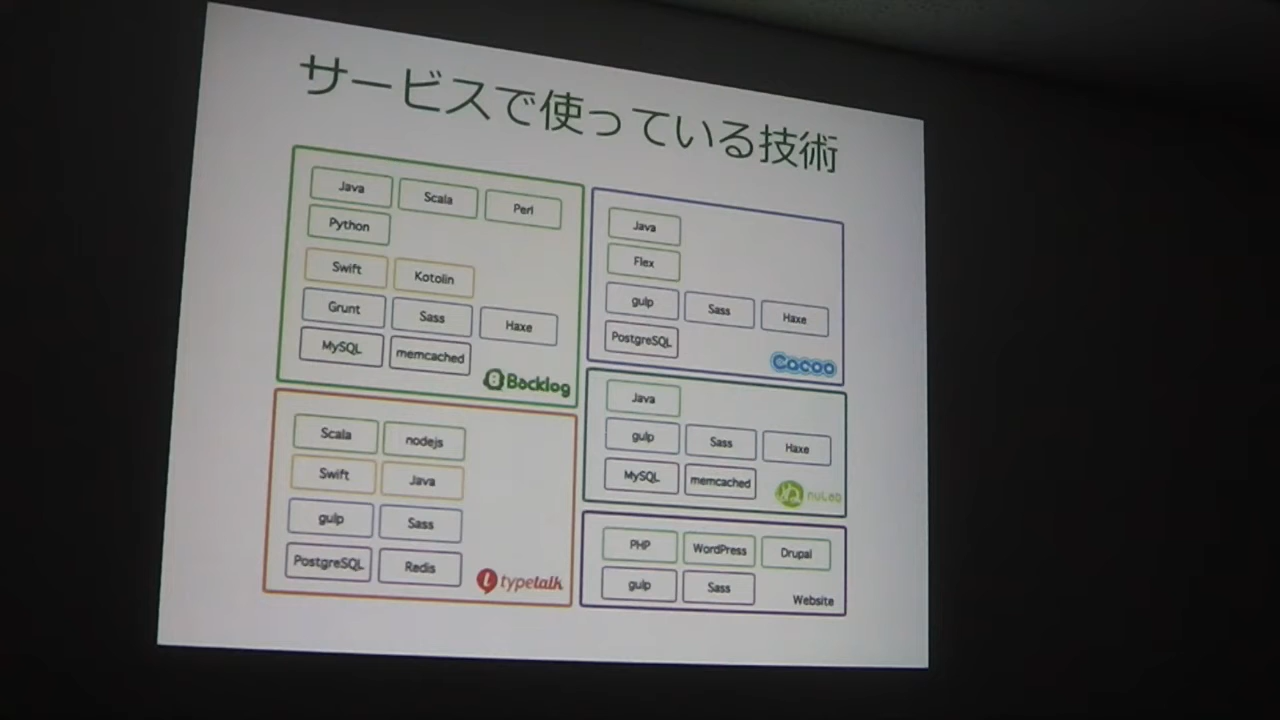 サービスで使っている技術
Java Scala Perl
Python
Swift Kotolin
Grunt Sass Haxe
MySQL memcached
Backlog
Java
Flex
gulp Sass Haxe
PostgreSQL
Cacoo
Scala nodejs
Swift Java
gulp Sass
PostgreSQL Redis
typetalk
Java
gulp Sass Haxe
MySQL memcached
nulab
PHP WordPress Drupal
gulp Sass
Website